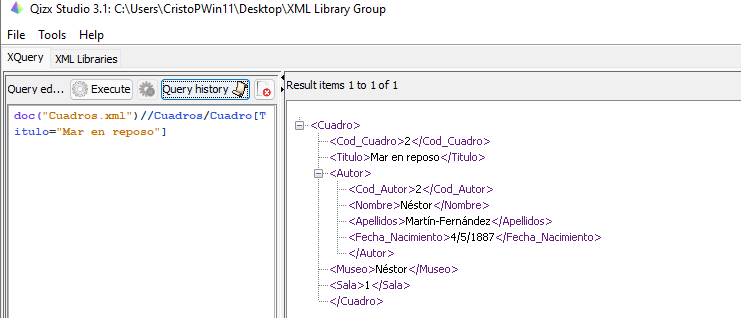 Qizx Studio 3.1: C:\Users\CristoPWin11\Desktop\XML Library Group
File Tools Help
XQuery XML Libraries
Query ed... Execute Query history
Result items 1 to 1 of 1
doc("Cuadros.xml")//Cuadros/Cuadro[T
itulo="Mar en reposo"]
<Cuadro>
<Cod_Cuadro>2</Cod_Cuadro>
<Titulo>Mar en reposo</Titulo>
<Autor>
<Cod_Autor>2</Cod_Autor>
<Nombre>Néstor</Nombre>
<Apellidos>Martín-Fernández</Apellidos>
<Fecha_Nacimiento>4/5/1887</Fecha_Nacimiento>
</Autor>
<Museo>Néstor</Museo>
<Sala>1</Sala>
</Cuadro>